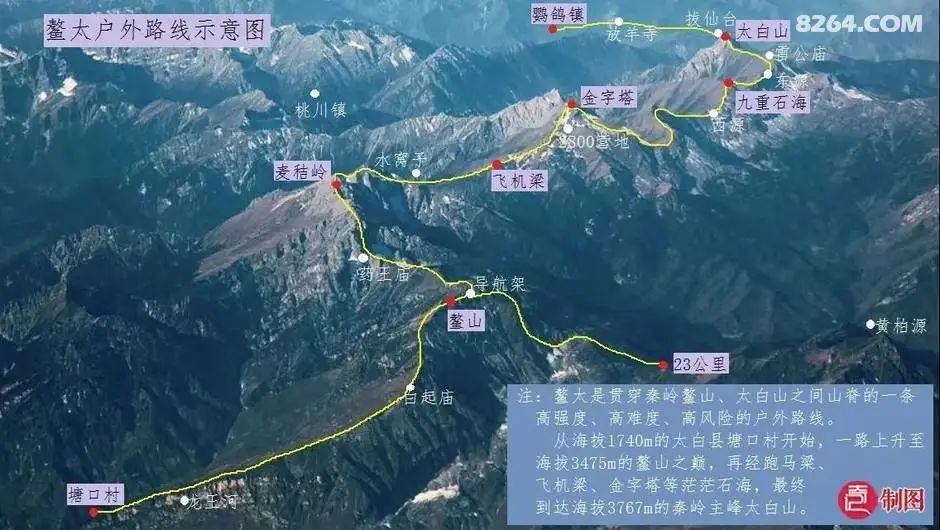 鳌太户外路线示意图
8264.com
鹦鸽镇
放羊寺
拔仙台
太白山
雷公庙
东源
九重石海
西源
桃川镇
金字塔
2800营地
水窝子
飞机梁
麦秸岭
药王庙
导航架
鳌山
23公里
黄柏源
白起庙
塘口村
龙王河
注：鳌太是贯穿秦岭鳌山、太白山之间山脊的一条
高强度、高难度、高风险的户外路线。
从海拔1740m的太白县塘口村开始，一路上升至
海拔3475m的鳌山之巅，再经跑马梁、
飞机梁、金字塔等茫茫石海，最终
到达海拔3767m的秦岭主峰太白山。
制图